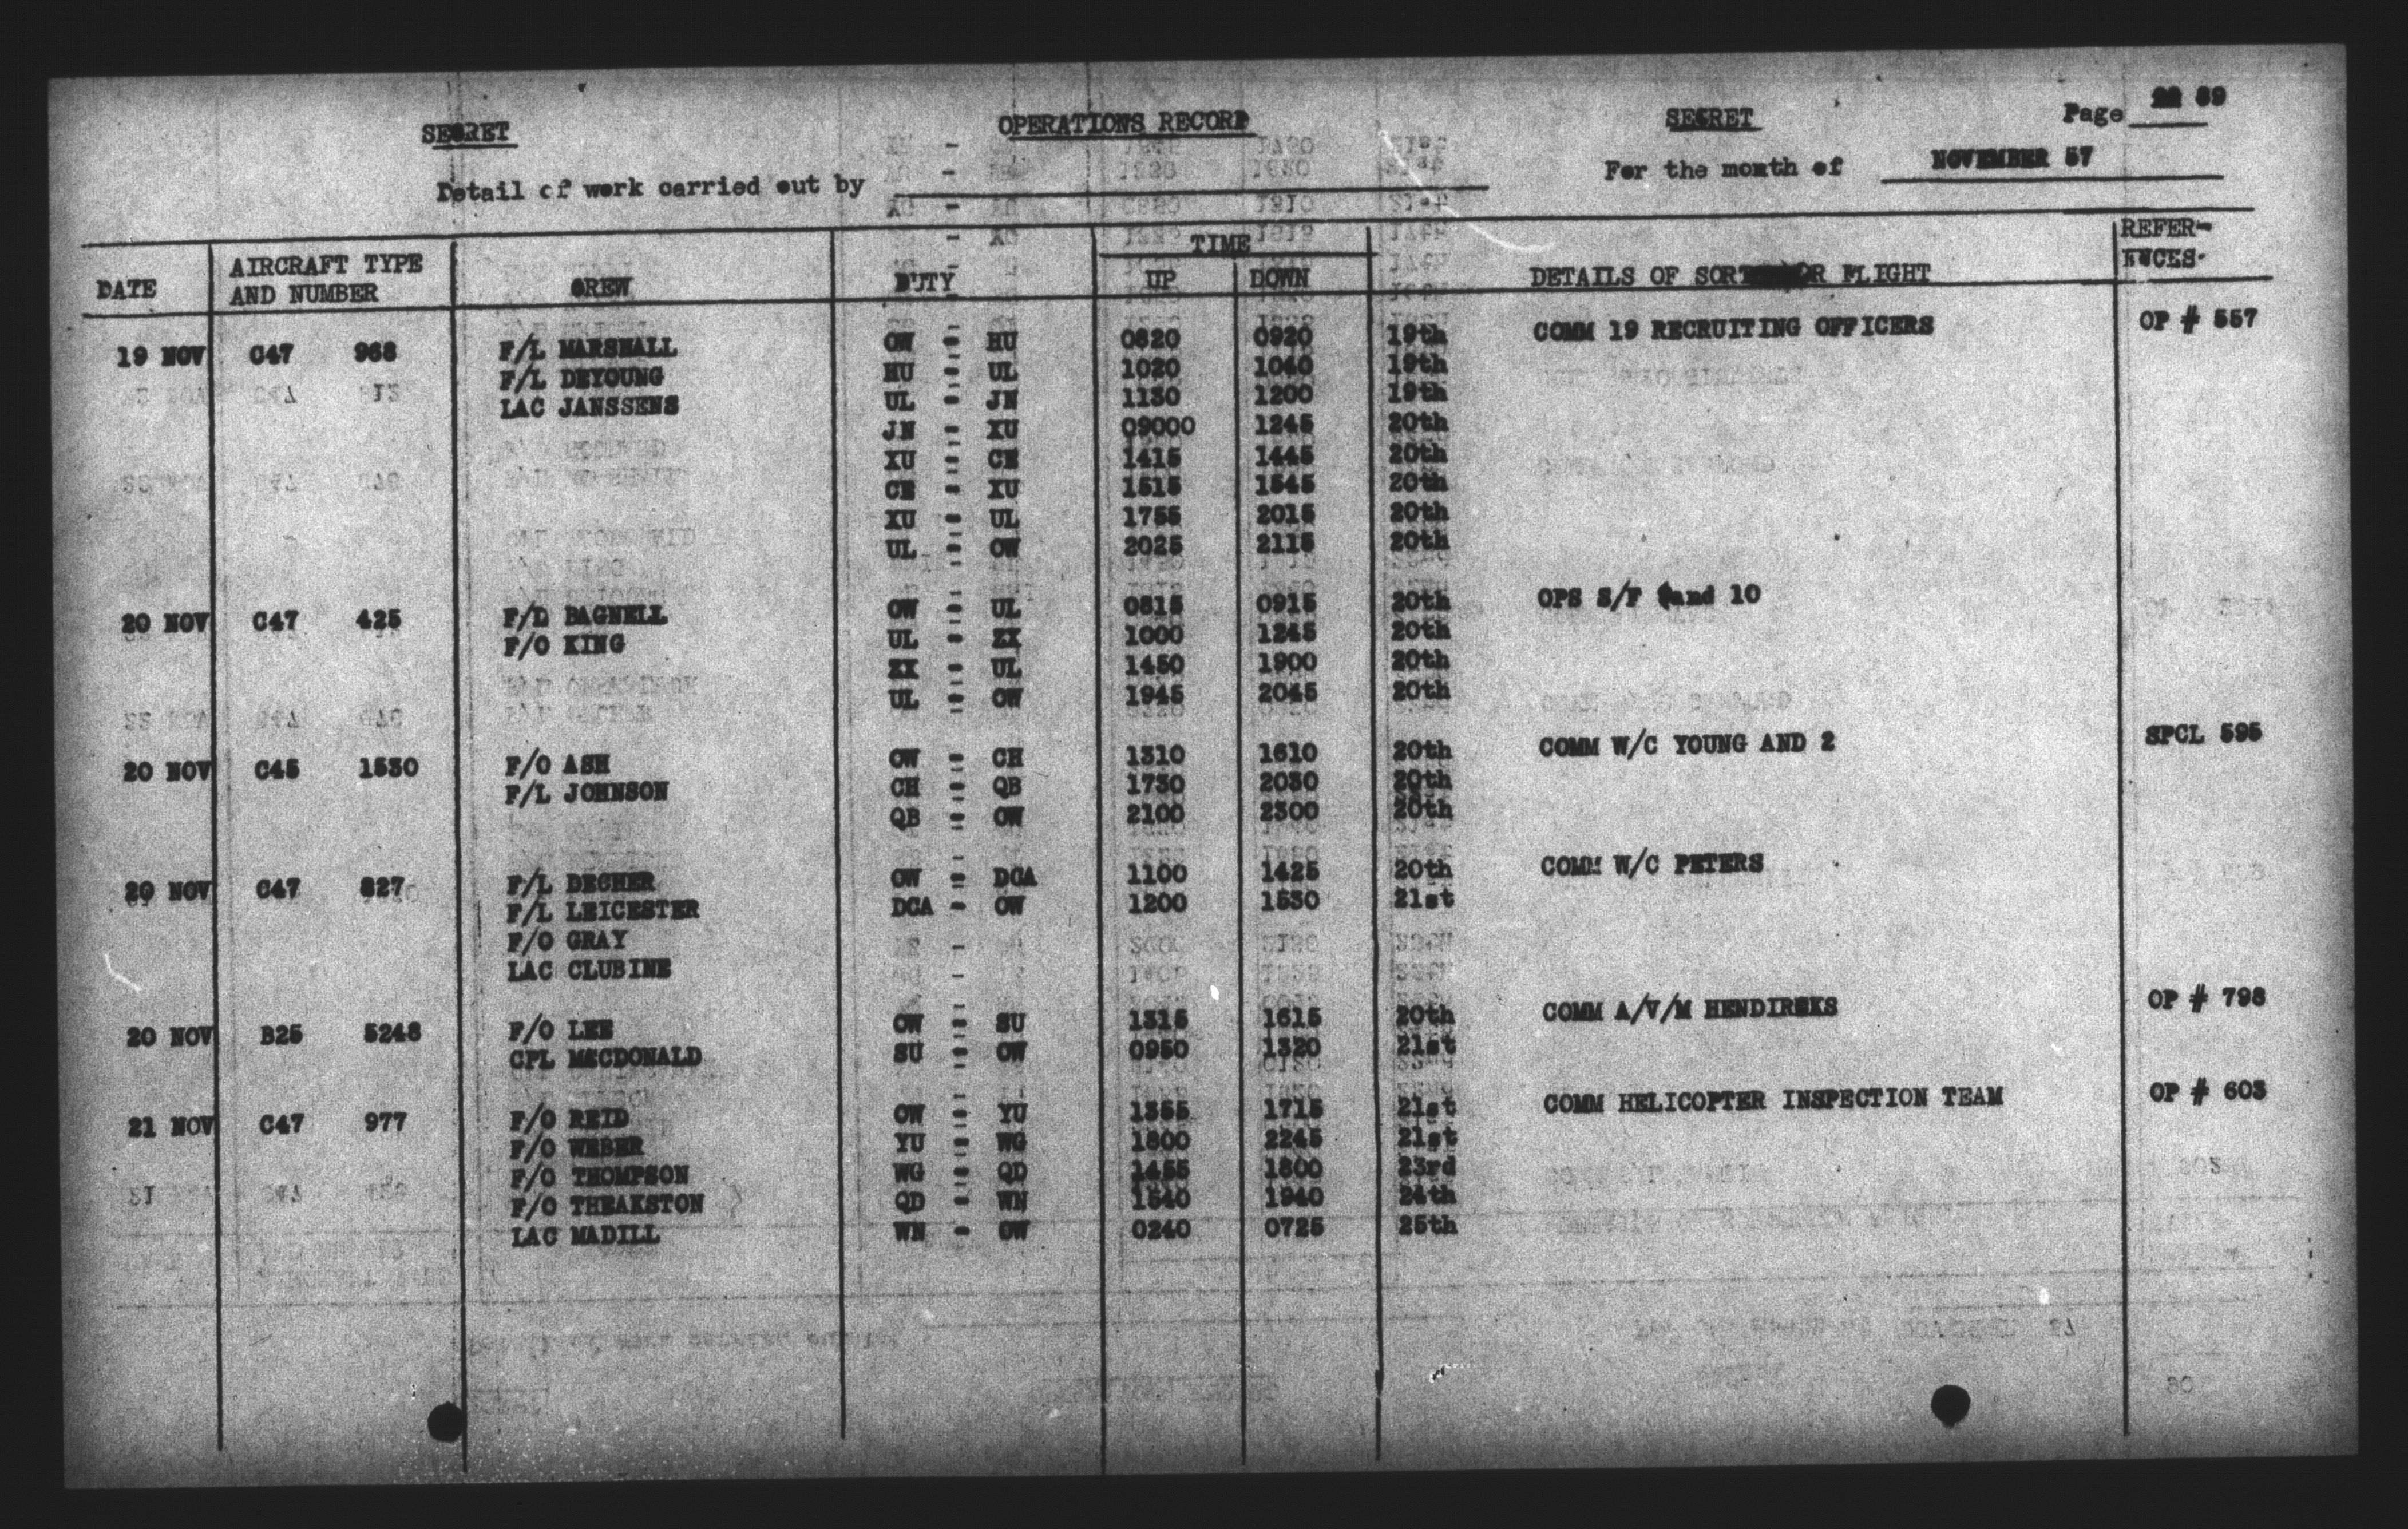 SECRET OPERATIONS RECORD SECRET Page 89
Detail of work carried out by For the month of NOVEMBER 57
DATE AIRCRAFT TYPE AND NUMBER CREW DUTY TIME UP DOWN DETAILS OF SORTIE OR FLIGHT REFER- ENCES.
19 NOV C47 968 F/L MARSHALL OW - HU 0820 0920 19th COMM 19 RECRUITING OFFICERS OP # 557
F/L DEYOUNG HU - UL 1020 1040 19th
LAC JANSSENS UL - JN 1130 1200 19th
JN - XU 09000 1245 20th
XU - CE 1415 1445 20th
CE - XU 1515 1545 20th
XU - UL 1755 2015 20th
UL - OW 2025 2115 20th
20 NOV C47 425 F/D BAGNELL OW - UL 0815 0915 20th OPS S/F and 10
F/O KING UL - ZX 1000 1245 20th
ZX - UL 1450 1900 20th
UL - OW 1945 2045 20th
20 NOV C45 1530 F/O ASH OW - CH 1310 1610 20th COMM W/C YOUNG AND 2 SPCL 595
F/L JOHNSON CH - QB 1730 2030 20th
QB - OW 2100 2300 20th
20 NOV C47 827 F/L DECHER OW - DCA 1100 1425 20th COMM W/C PETERS
F/L LEICESTER DCA - OW 1200 1530 21st
F/O GRAY
LAC CLUBINE
20 NOV B25 5248 F/O LEE OW - SU 1315 1615 20th COMM A/V/M HENDIREKS OP # 798
CPL MACDONALD SU - OW 0950 1320 21st
21 NOV C47 977 F/O REID OW - YU 1355 1715 21st COMM HELICOPTER INSPECTION TEAM OP # 603
F/O WEBER YU - WG 1800 2245 21st
F/O THOMPSON WG - QD 1455 1800 23rd
F/O THEAKSTON QD - WN 1540 1940 24th
LAC MADILL WN - OW 0240 0725 25th